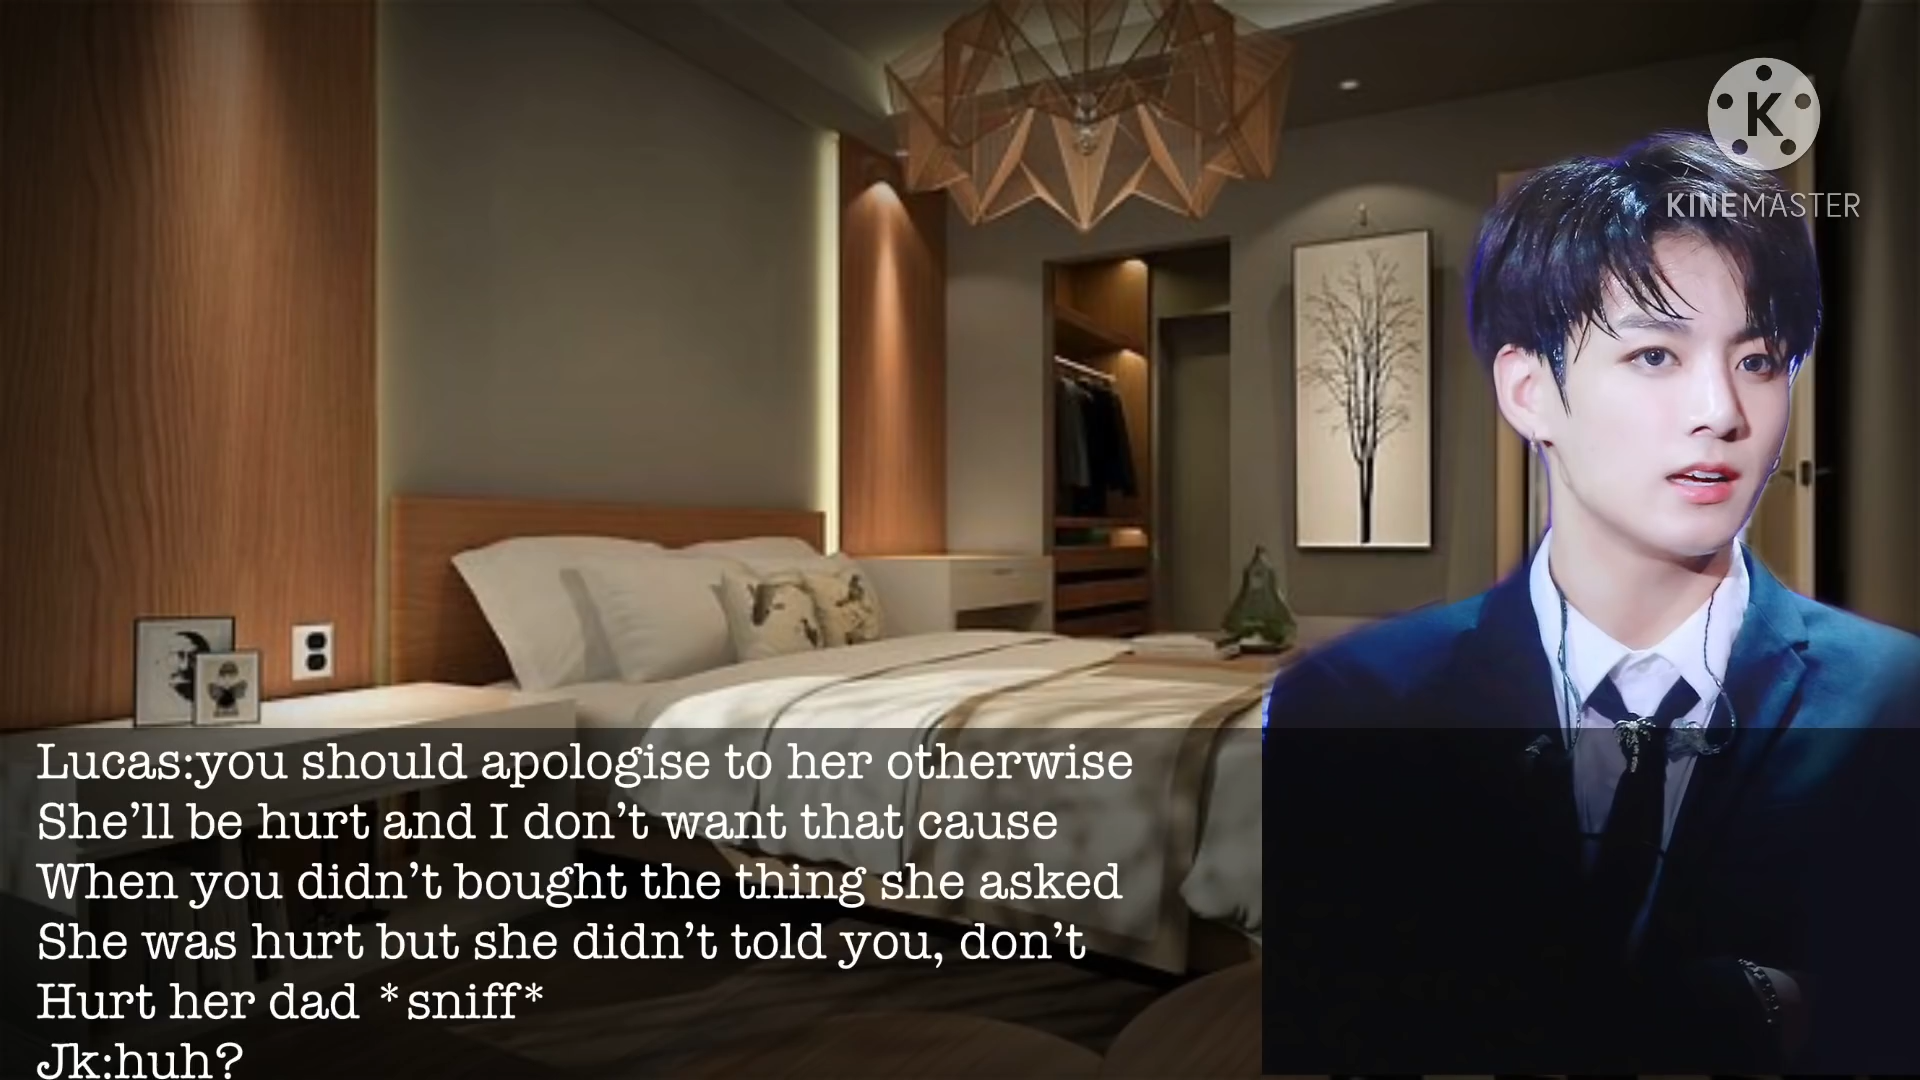 K
KINEMASTER
Lucas:you should apologise to her otherwise
She’ll be hurt and I don’t want that cause
When you didn’t bought the thing she asked
She was hurt but she didn’t told you, don’t
Hurt her dad *sniff*
Jk:huh?